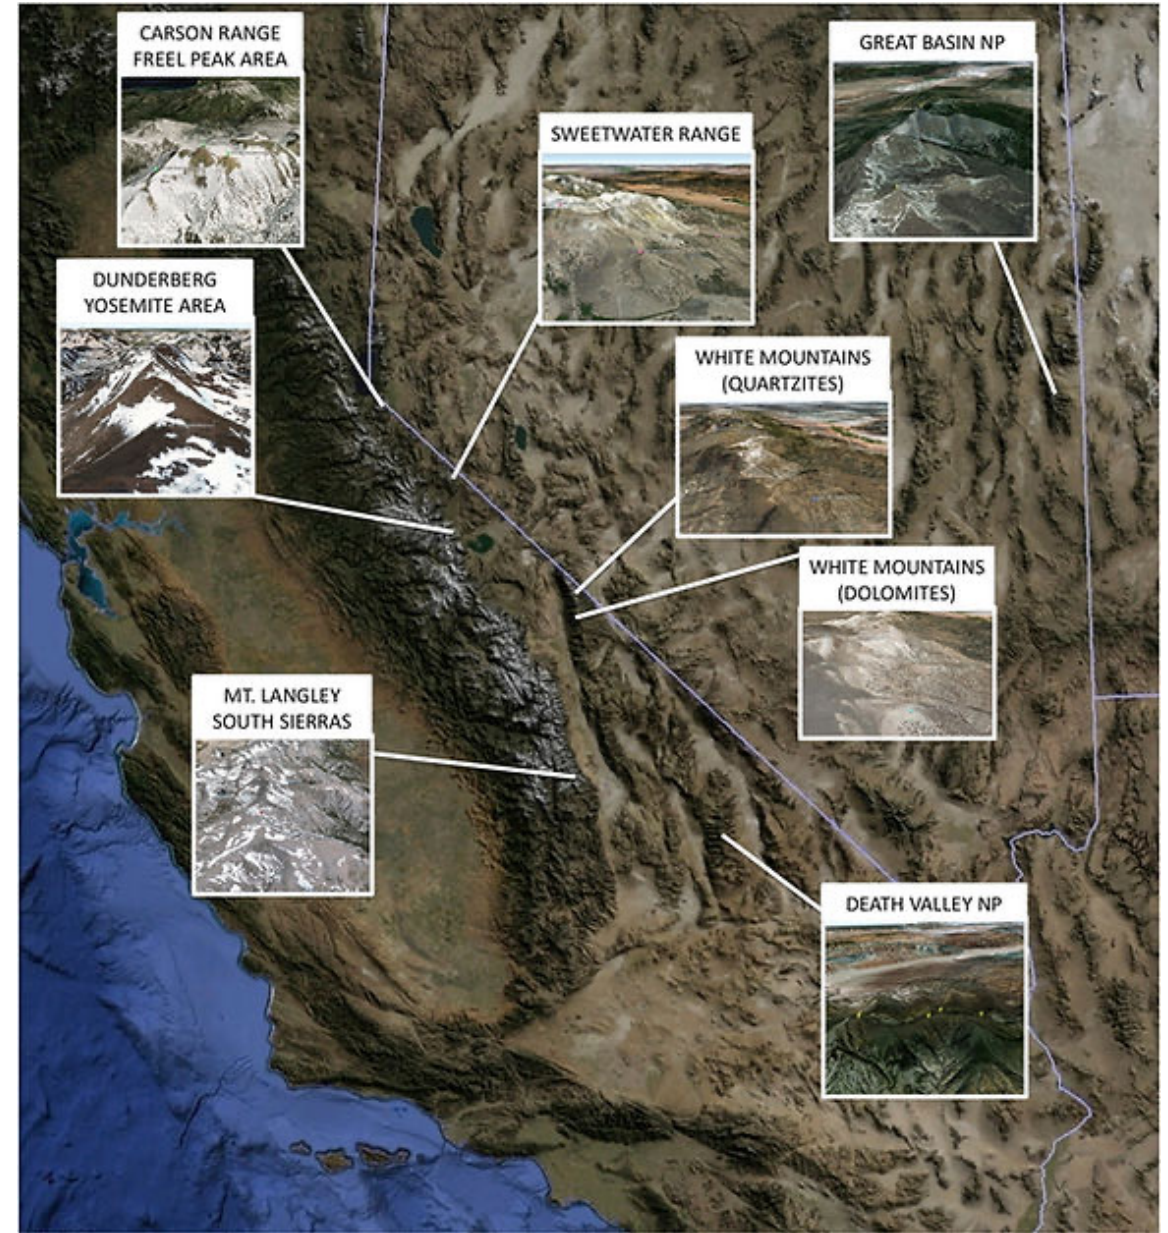 CARSON RANGE
FREEL PEAK AREA
GREAT BASIN NP
SWEETWATER RANGE
DUNDERBERG
YOSEMITE AREA
WHITE MOUNTAINS
(QUARTZITES)
WHITE MOUNTAINS
(DOLOMITES)
MT. LANGLEY
SOUTH SIERRAS
DEATH VALLEY NP